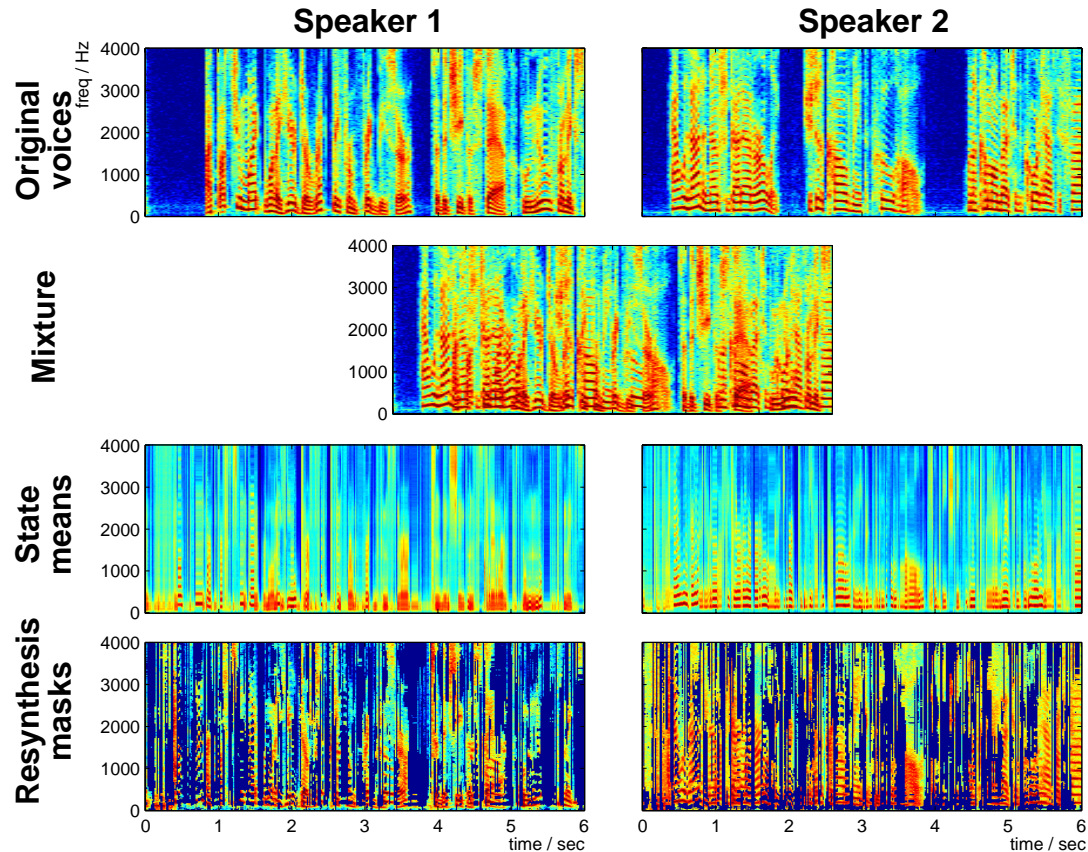 Speaker 1
Speaker 2
Original voices
freq / Hz
4000
3000
2000
1000
0
Mixture
4000
3000
2000
1000
0
State means
4000
3000
2000
1000
0
Resynthesis masks
4000
3000
2000
1000
0
0 1 2 3 4 5 6
time / sec
0 1 2 3 4 5 6
time / sec